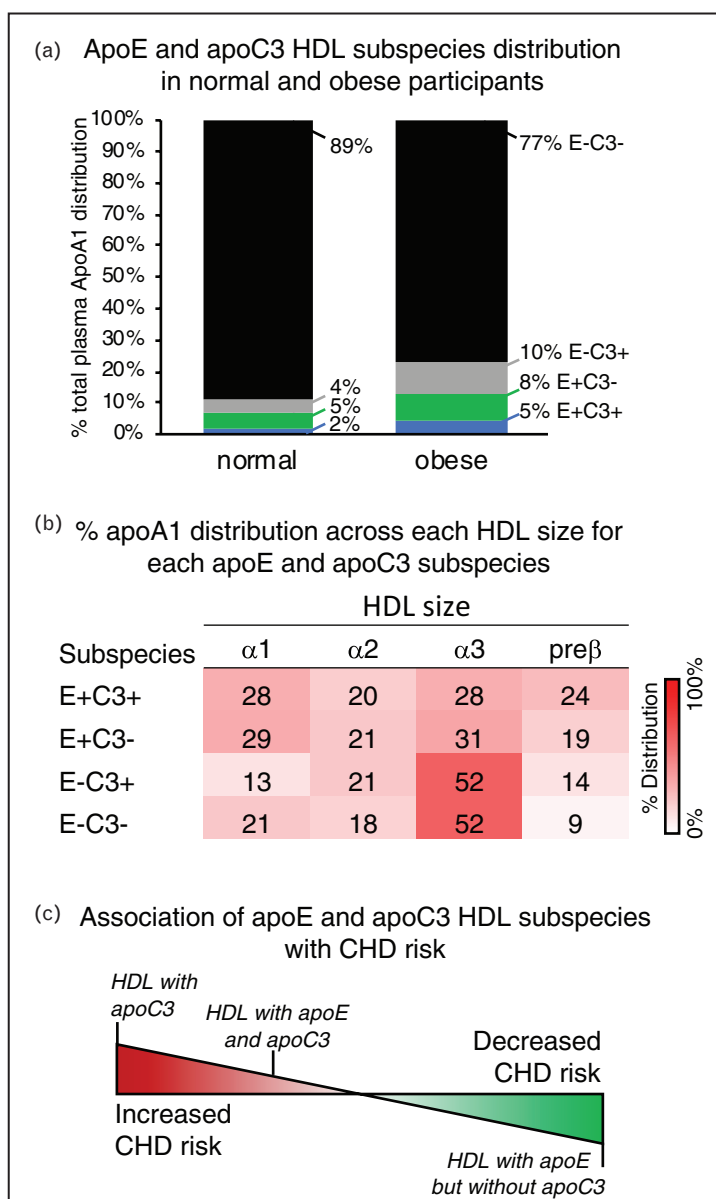 (a) ApoE and apoC3 HDL subspecies distribution
in normal and obese participants
% total plasma ApoA1 distribution
100%
90%
80%
70%
60%
50%
40%
30%
20%
10%
0%
89%
4%
5%
2%
77% E-C3-
10% E-C3+
8% E+C3-
5% E+C3+
normal obese
(b) % apoA1 distribution across each HDL size for
each apoE and apoC3 subspecies
HDL size
Subspecies α1 α2 α3 preβ
E+C3+ 28 20 28 24
E+C3- 29 21 31 19
E-C3+ 13 21 52 14
E-C3- 21 18 52 9
% Distribution
0% 100%
(c) Association of apoE and apoC3 HDL subspecies
with CHD risk
HDL with
apoC3
HDL with apoE
and apoC3
Decreased
CHD risk
Increased
CHD risk
HDL with apoE
but without apoC3